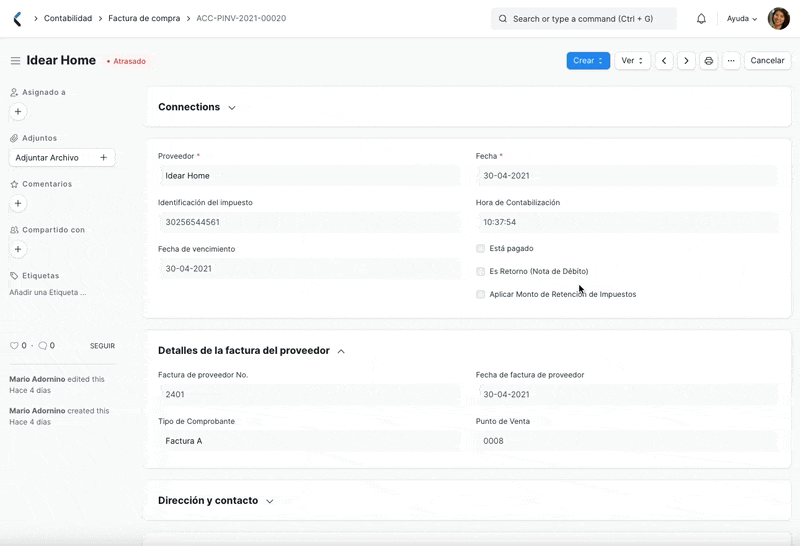 Contabilidad
Factura de compra
ACC-PINV-2021-00020
Search or type a command (Ctrl + G)
Ayuda
Idear Home
Atrasado
Crear
Ver
Cancelar
Asignado a
Adjuntos
Adjuntar Archivo
Comentarios
Compartido con
Etiquetas
Añadir una Etiqueta ...
0 · 0 SEGUIR
Mario Adornino edited this
Hace 4 días
Mario Adornino created this
Hace 4 días
Connections
Proveedor *
Idear Home
Fecha *
30-04-2021
Identificación del impuesto
30256544561
Hora de Contabilización
10:37:54
Fecha de vencimiento
30-04-2021
Está pagado
Es Retorno (Nota de Débito)
Aplicar Monto de Retención de Impuestos
Detalles de la factura del proveedor
Factura de proveedor No.
2401
Fecha de factura de proveedor
30-04-2021
Tipo de Comprobante
Factura A
Punto de Venta
0008
Dirección y contacto